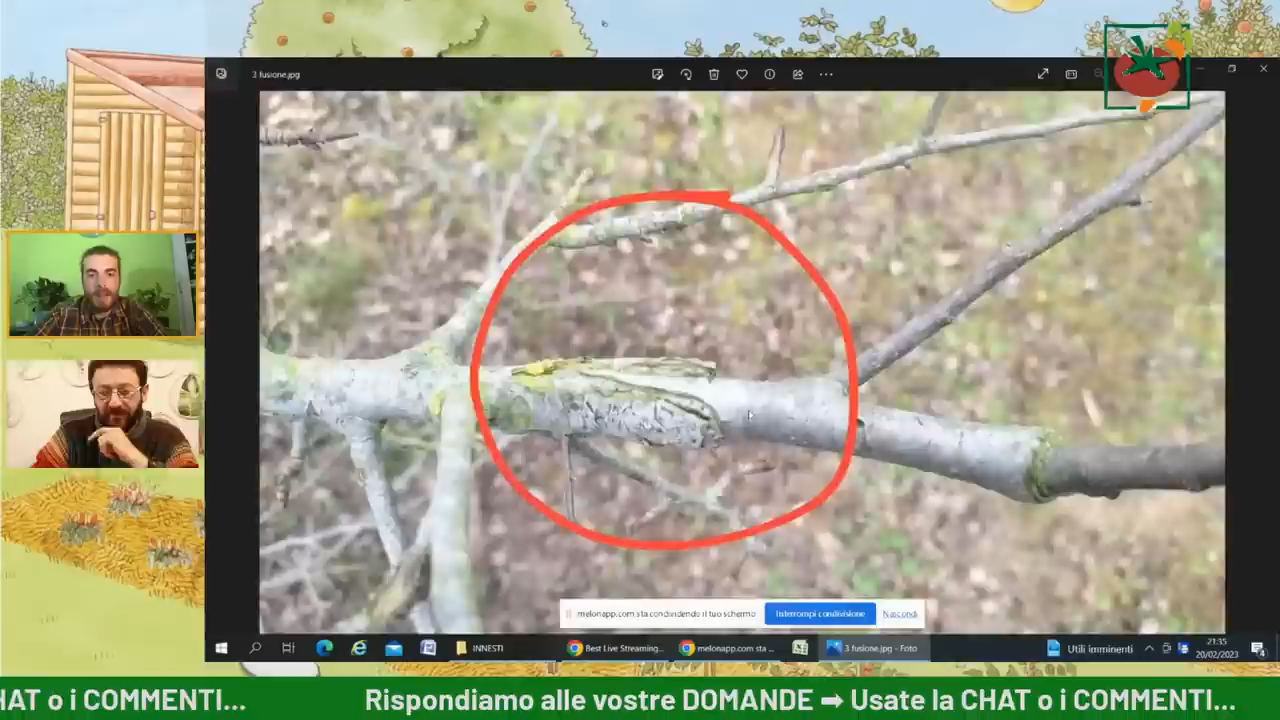 3 fusione.jpg
melonapp.com sta condividendo il tuo schermo
Interrompi condivisione
Nascondi
INNESTI
Best Live Streaming...
melonapp.com sta ...
3 fusione.jpg - Foto
Utili imminenti
21:35
20/02/2023
4
HAT o i COMMENTI... Rispondiamo alle vostre DOMANDE ➡ Usate la CHAT o i COMMENTI...